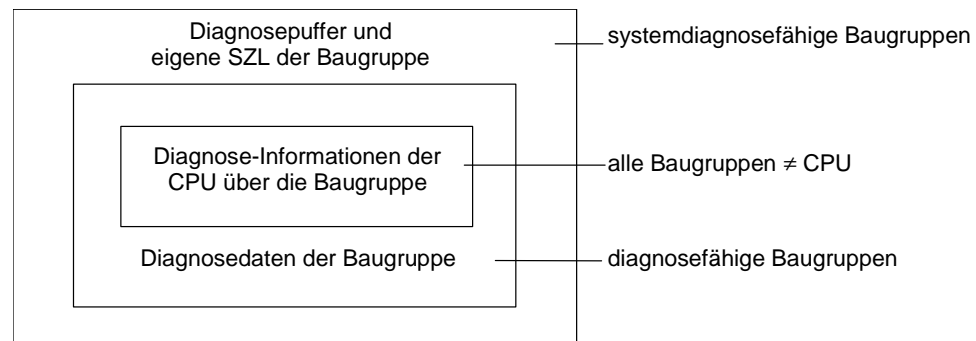 Diagnosepuffer und
eigene SZL der Baugruppe
systemdiagnosefähige Baugruppen
Diagnose-Informationen der
CPU über die Baugruppe
alle Baugruppen ≠ CPU
Diagnosedaten der Baugruppe
diagnosefähige Baugruppen